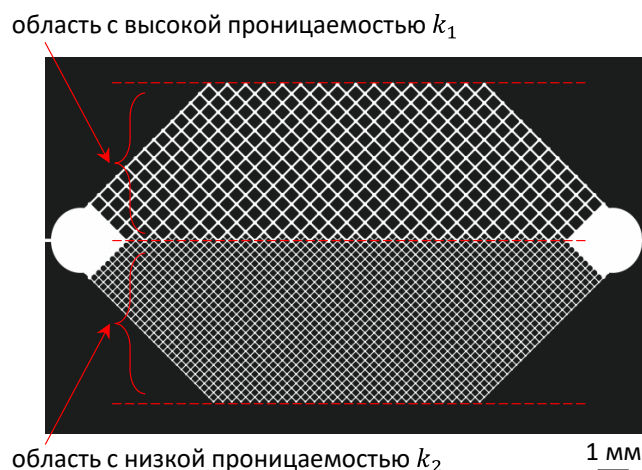 область с высокой проницаемостью k₁
область с низкой проницаемостью k₂
1 мм